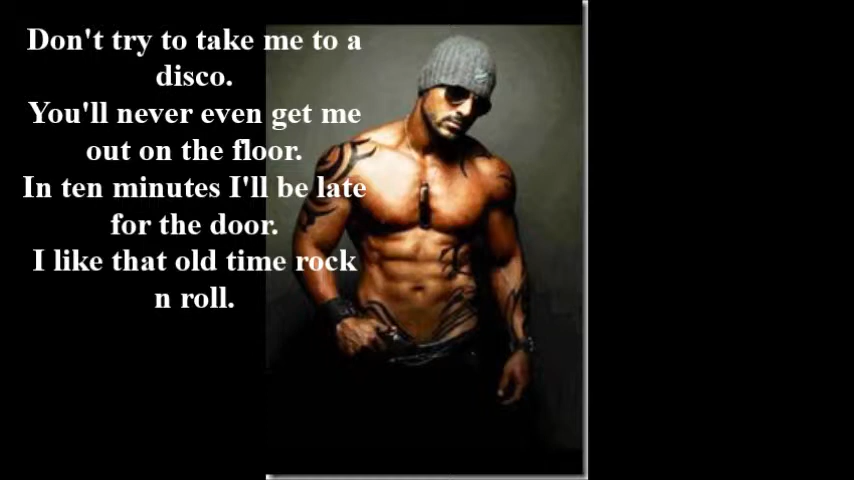 Don't try to take me to a
disco.
You'll never even get me
out on the floor.
In ten minutes I'll be late
for the door.
I like that old time rock
n roll.